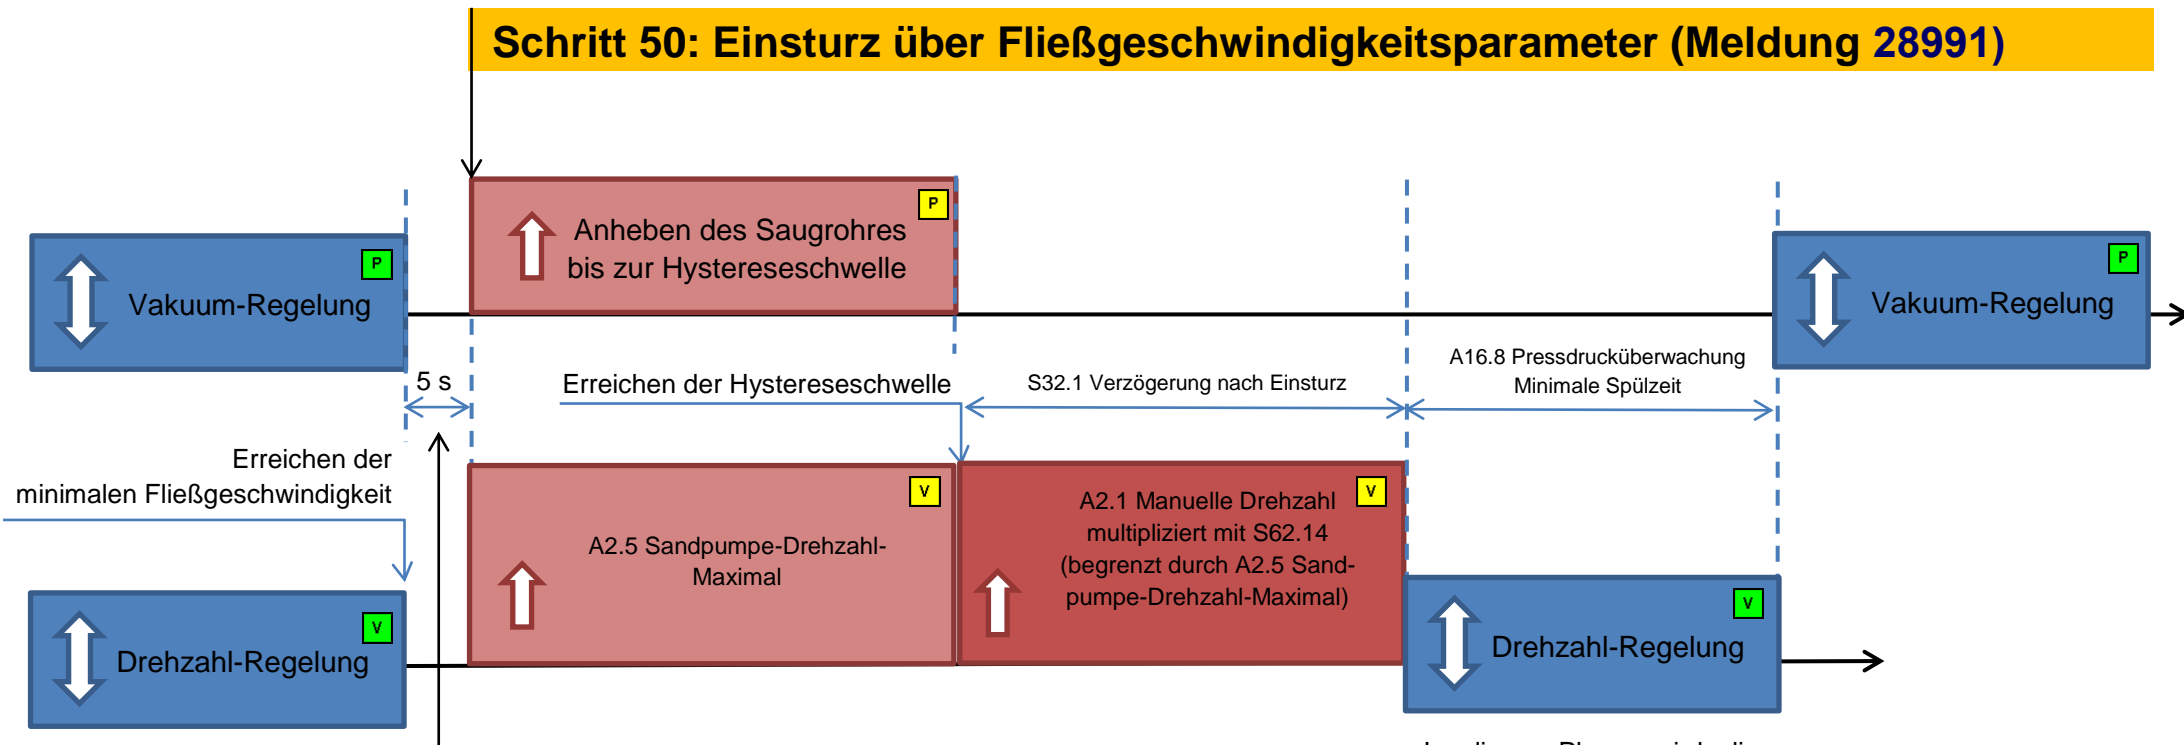 Schritt 50: Einsturz über Fließgeschwindigkeitsparameter (Meldung 28991)
P
Anheben des Saugrohres
bis zur Hystereseschwelle
P
Vakuum-Regelung
P
Vakuum-Regelung
5 s
Erreichen der Hystereseschwelle
S32.1 Verzögerung nach Einsturz
A16.8 Pressdrucküberwachung
Minimale Spülzeit
Erreichen der
minimalen Fließgeschwindigkeit
V
A2.5 Sandpumpe-Drehzahl-
Maximal
V
A2.1 Manuelle Drehzahl
multipliziert mit S62.14
(begrenzt durch A2.5 Sand-
pumpe-Drehzahl-Maximal)
V
Drehzahl-Regelung
V
Drehzahl-Regelung